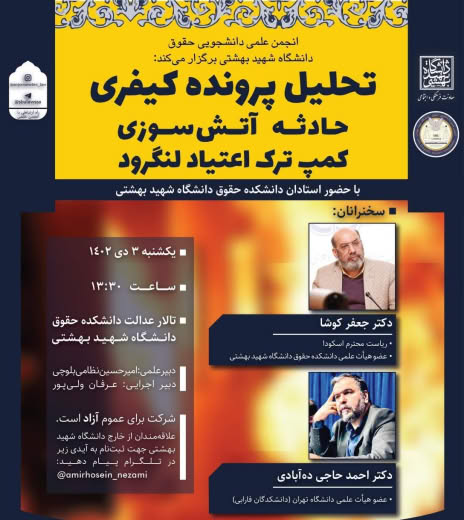 انجمن علمی دانشجویی حقوق
دانشگاه شهید بهشتی برگزار می‌کند:
تحلیل پرونده کیفری
حادثه آتش‌سوزی
کمپ ترک اعتیاد لنگرود
با حضور استادان دانشکده حقوق دانشگاه شهید بهشتی
معاونت فرهنگی و اجتماعی
سخنرانان:
دکتر جعفر کوشا
• ریاست محترم اسکودا
• عضو هیأت علمی دانشکده حقوق دانشگاه شهید بهشتی
دکتر احمد حاجی ده‌آبادی
• عضو هیأت علمی دانشگاه تهران (دانشکدگان فارابی)
یکشنبه ۳ دی ۱۴۰۲
ساعت ۱۳:۳۰
تالار عدالت دانشکده حقوق
دانشگاه شهید بهشتی
دبیر علمی: امیرحسین نظامی‌بلوچی
دبیر اجرایی: عرفان ولی‌پور
شرکت برای عموم آزاد است.
علاقه‌مندان از خارج دانشگاه شهید
بهشتی جهت ثبت‌نام به آیدی زیر
در تلگرام پیام دهید:
@amirhosein_nezami